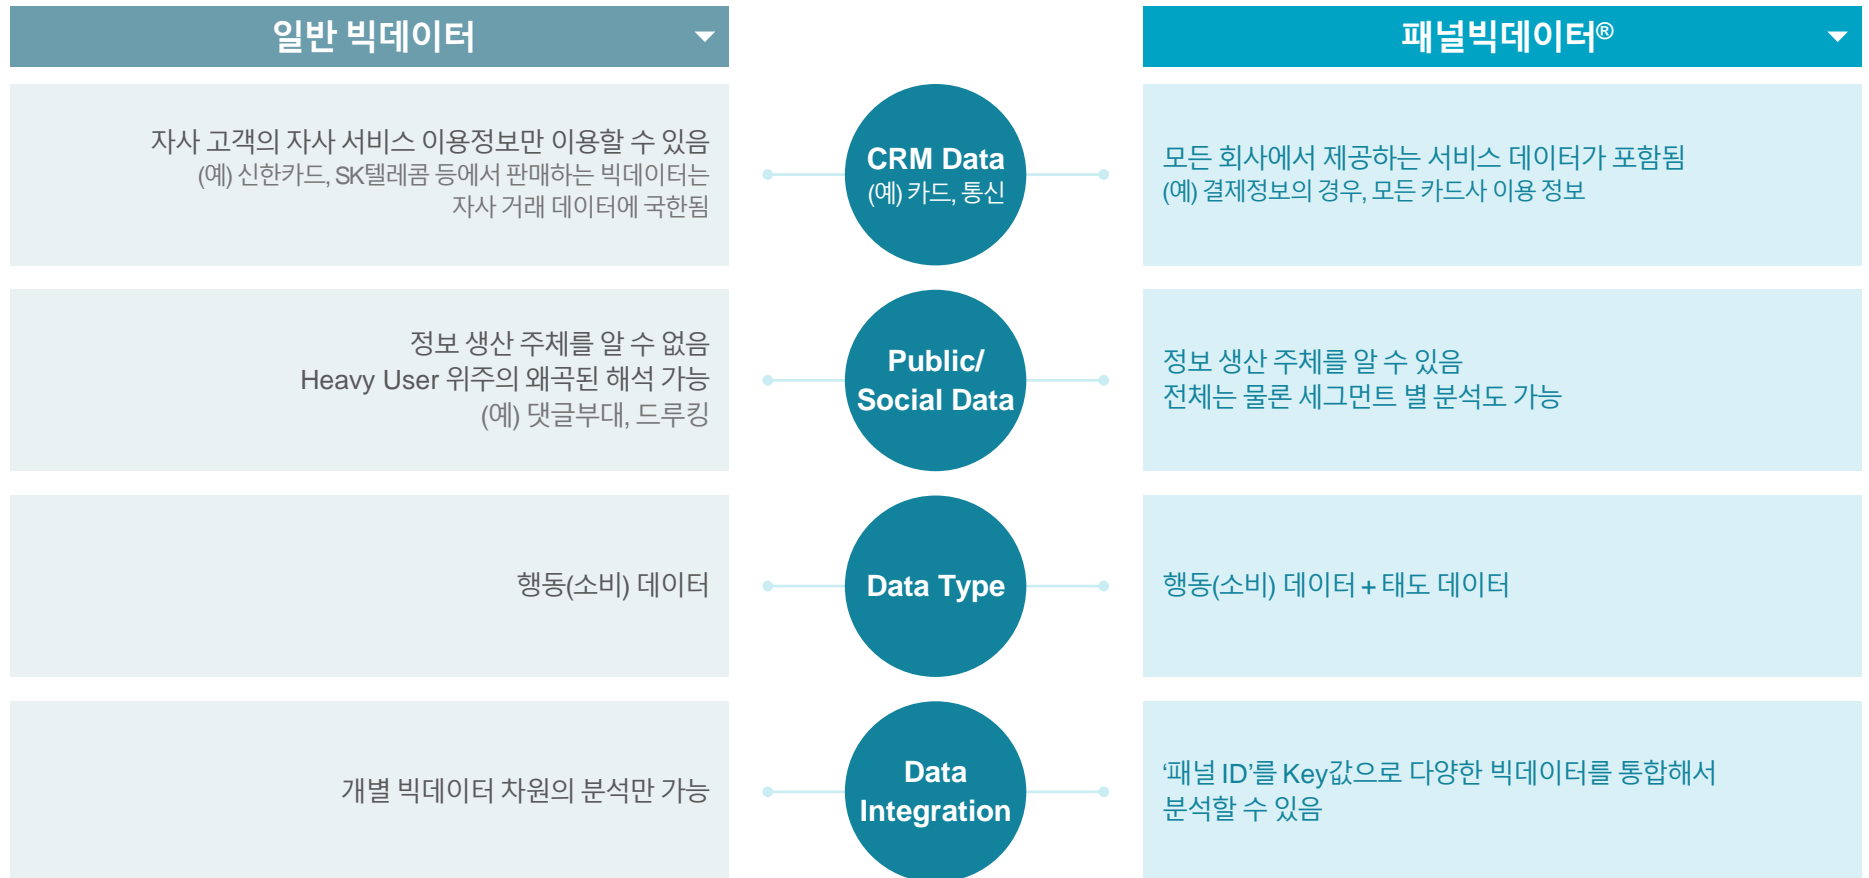 일반 빅데이터
패널빅데이터®
자사 고객의 자사 서비스 이용정보만 이용할 수 있음
(예) 신한카드, SK텔레콤 등에서 판매하는 빅데이터는
자사 거래 데이터에 국한됨
CRM Data
(예) 카드, 통신
모든 회사에서 제공하는 서비스 데이터가 포함됨
(예) 결제정보의 경우, 모든 카드사 이용 정보
정보 생산 주체를 알 수 없음
Heavy User 위주의 왜곡된 해석 가능
(예) 댓글부대, 드루킹
Public/
Social Data
정보 생산 주체를 알 수 있음
전체는 물론 세그먼트 별 분석도 가능
행동(소비) 데이터
Data Type
행동(소비) 데이터 + 태도 데이터
개별 빅데이터 차원의 분석만 가능
Data
Integration
‘패널 ID’를 Key값으로 다양한 빅데이터를 통합해서
분석할 수 있음